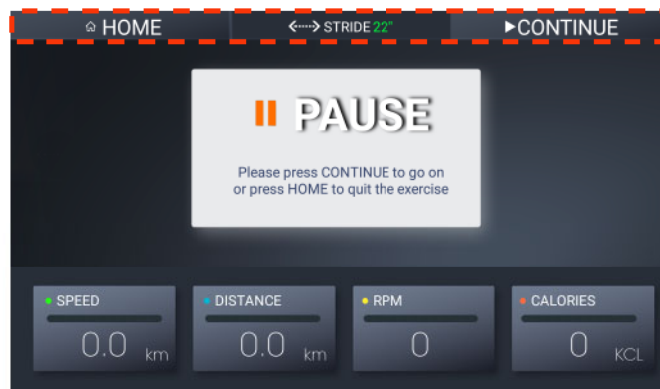 HOME STRIDE 22" CONTINUE
PAUSE
Please press CONTINUE to go on
or press HOME to quit the exercise
SPEED DISTANCE RPM CALORIES
0.0 km 0.0 km 0 0 KCL